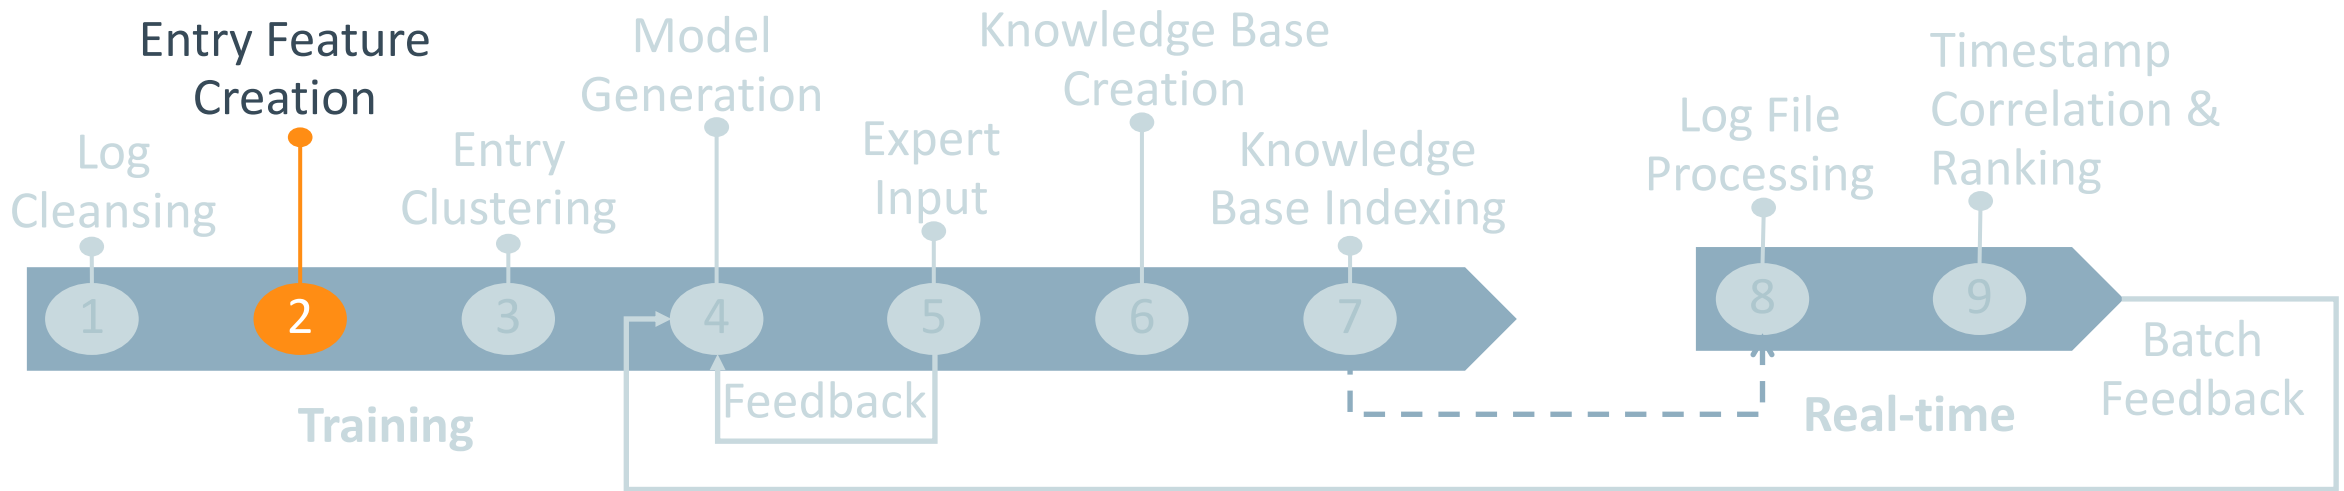 Entry Feature
Creation
Model
Generation
Knowledge Base
Creation
Timestamp
Correlation &
Ranking
Log
Cleansing
Entry
Clustering
Expert
Input
Knowledge
Base Indexing
Log File
Processing
1
2
3
4
5
6
7
8
9
Training
Feedback
Real-time
Batch
Feedback